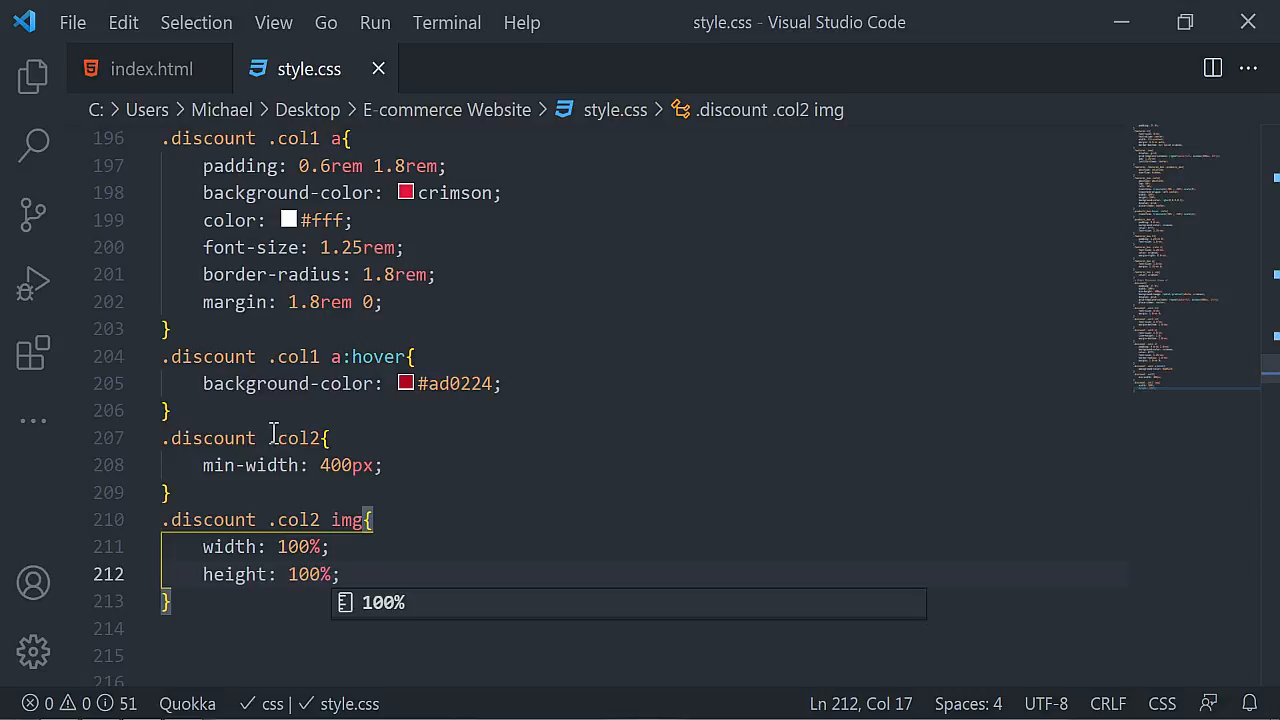 File Edit Selection View Go Run Terminal Help style.css - Visual Studio Code
index.html style.css
C: > Users > Michael > Desktop > E-commerce Website > style.css > .discount .col2 img
196 .discount .col1 a{
197 padding: 0.6rem 1.8rem;
198 background-color: crimson;
199 color: #fff;
200 font-size: 1.25rem;
201 border-radius: 1.8rem;
202 margin: 1.8rem 0;
203 }
204 .discount .col1 a:hover{
205 background-color: #ad0224;
206 }
207 .discount .col2{
208 min-width: 400px;
209 }
210 .discount .col2 img{
211 width: 100%;
212 height: 100%;
213 }
100%
214
215
216
0 0 51 Quokka css | style.css Ln 212, Col 17 Spaces: 4 UTF-8 CRLF CSS